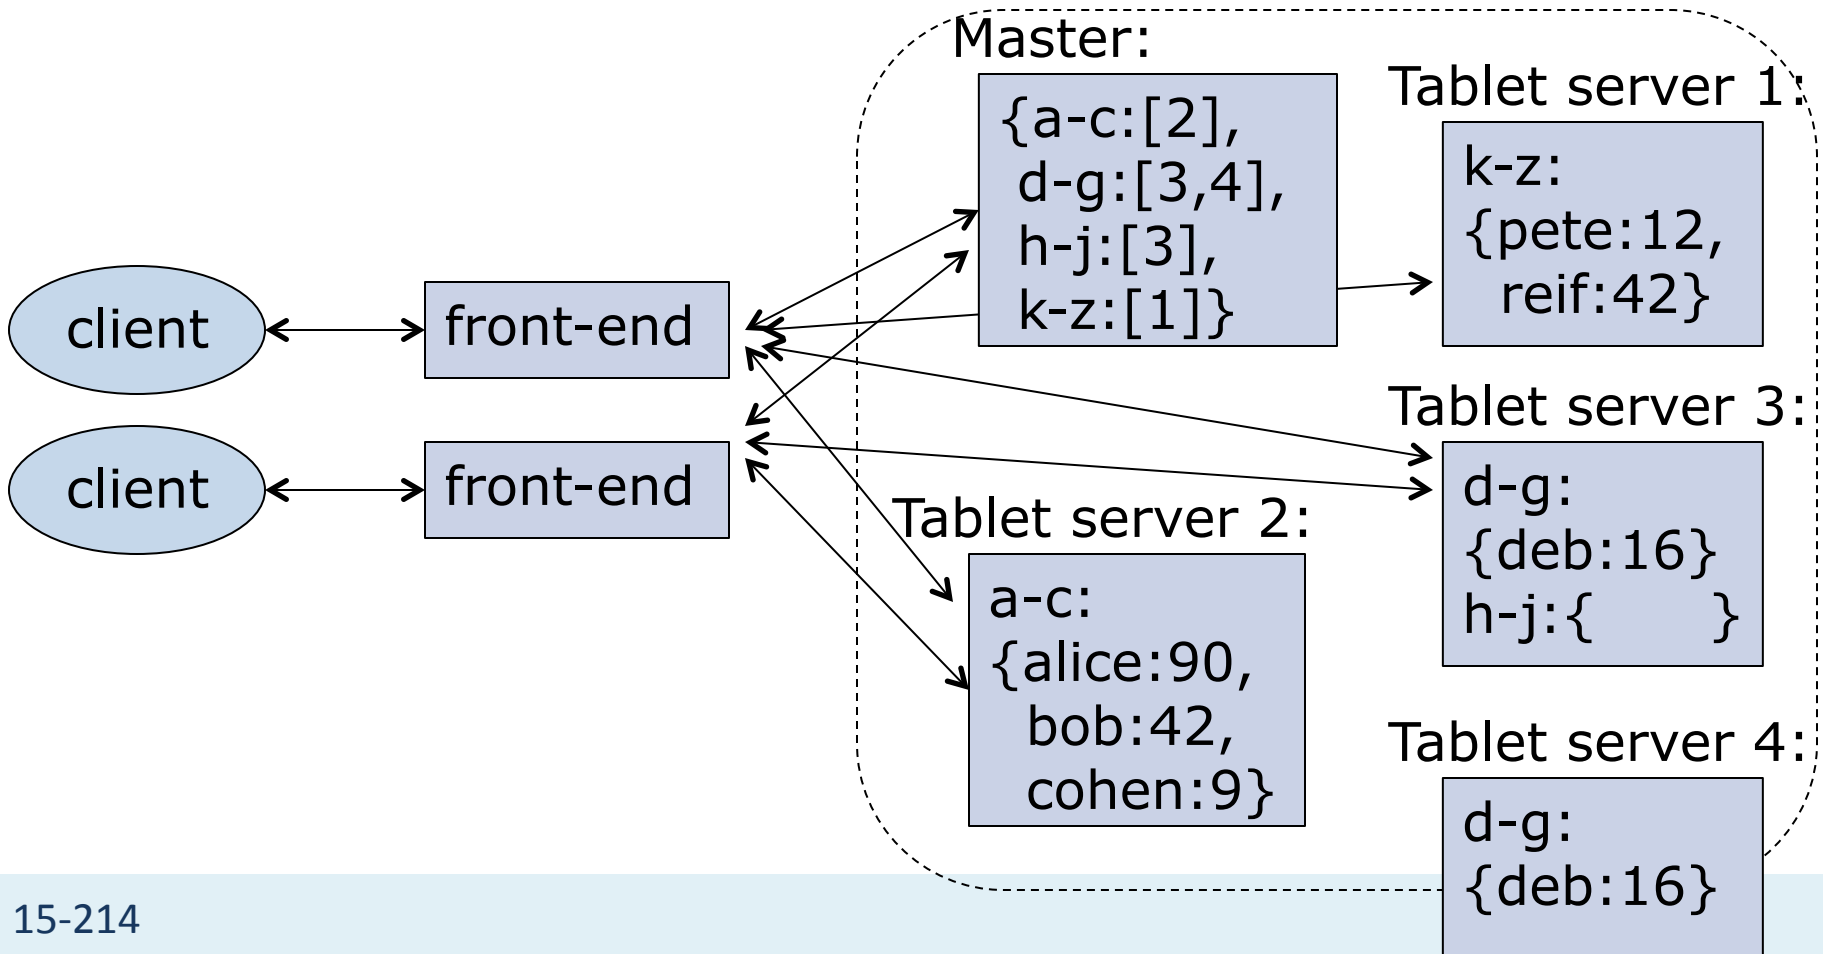 Master:
{a-c:[2],
d-g:[3,4],
h-j:[3],
k-z:[1]}
Tablet server 1:
k-z:
{pete:12,
reif:42}
client
front-end
client
front-end
Tablet server 2:
a-c:
{alice:90,
bob:42,
cohen:9}
Tablet server 3:
d-g:
{deb:16}
h-j:{ }
Tablet server 4:
d-g:
{deb:16}
15-214